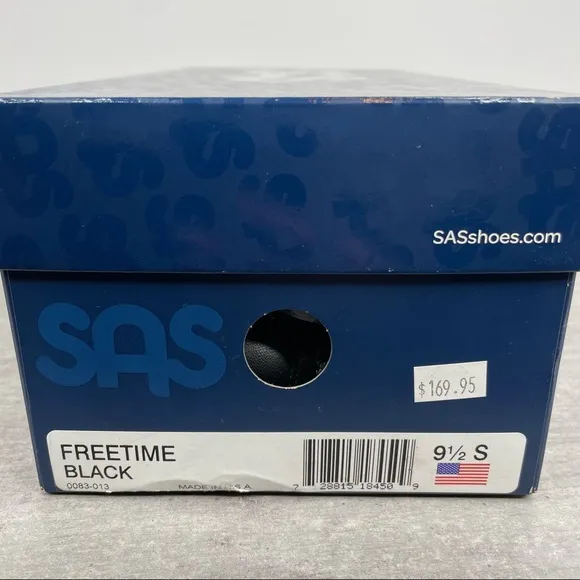 SASshoes.com
SAS
$169.95
FREETIME
BLACK
0083-013
MADE IN U.S.A.
7 28815 18450 9
9½ S